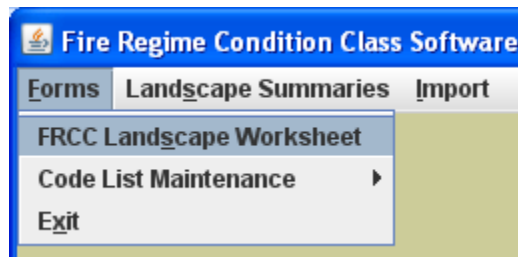 Fire Regime Condition Class Software
Forms Landscape Summaries Import
FRCC Landscape Worksheet
Code List Maintenance
Exit